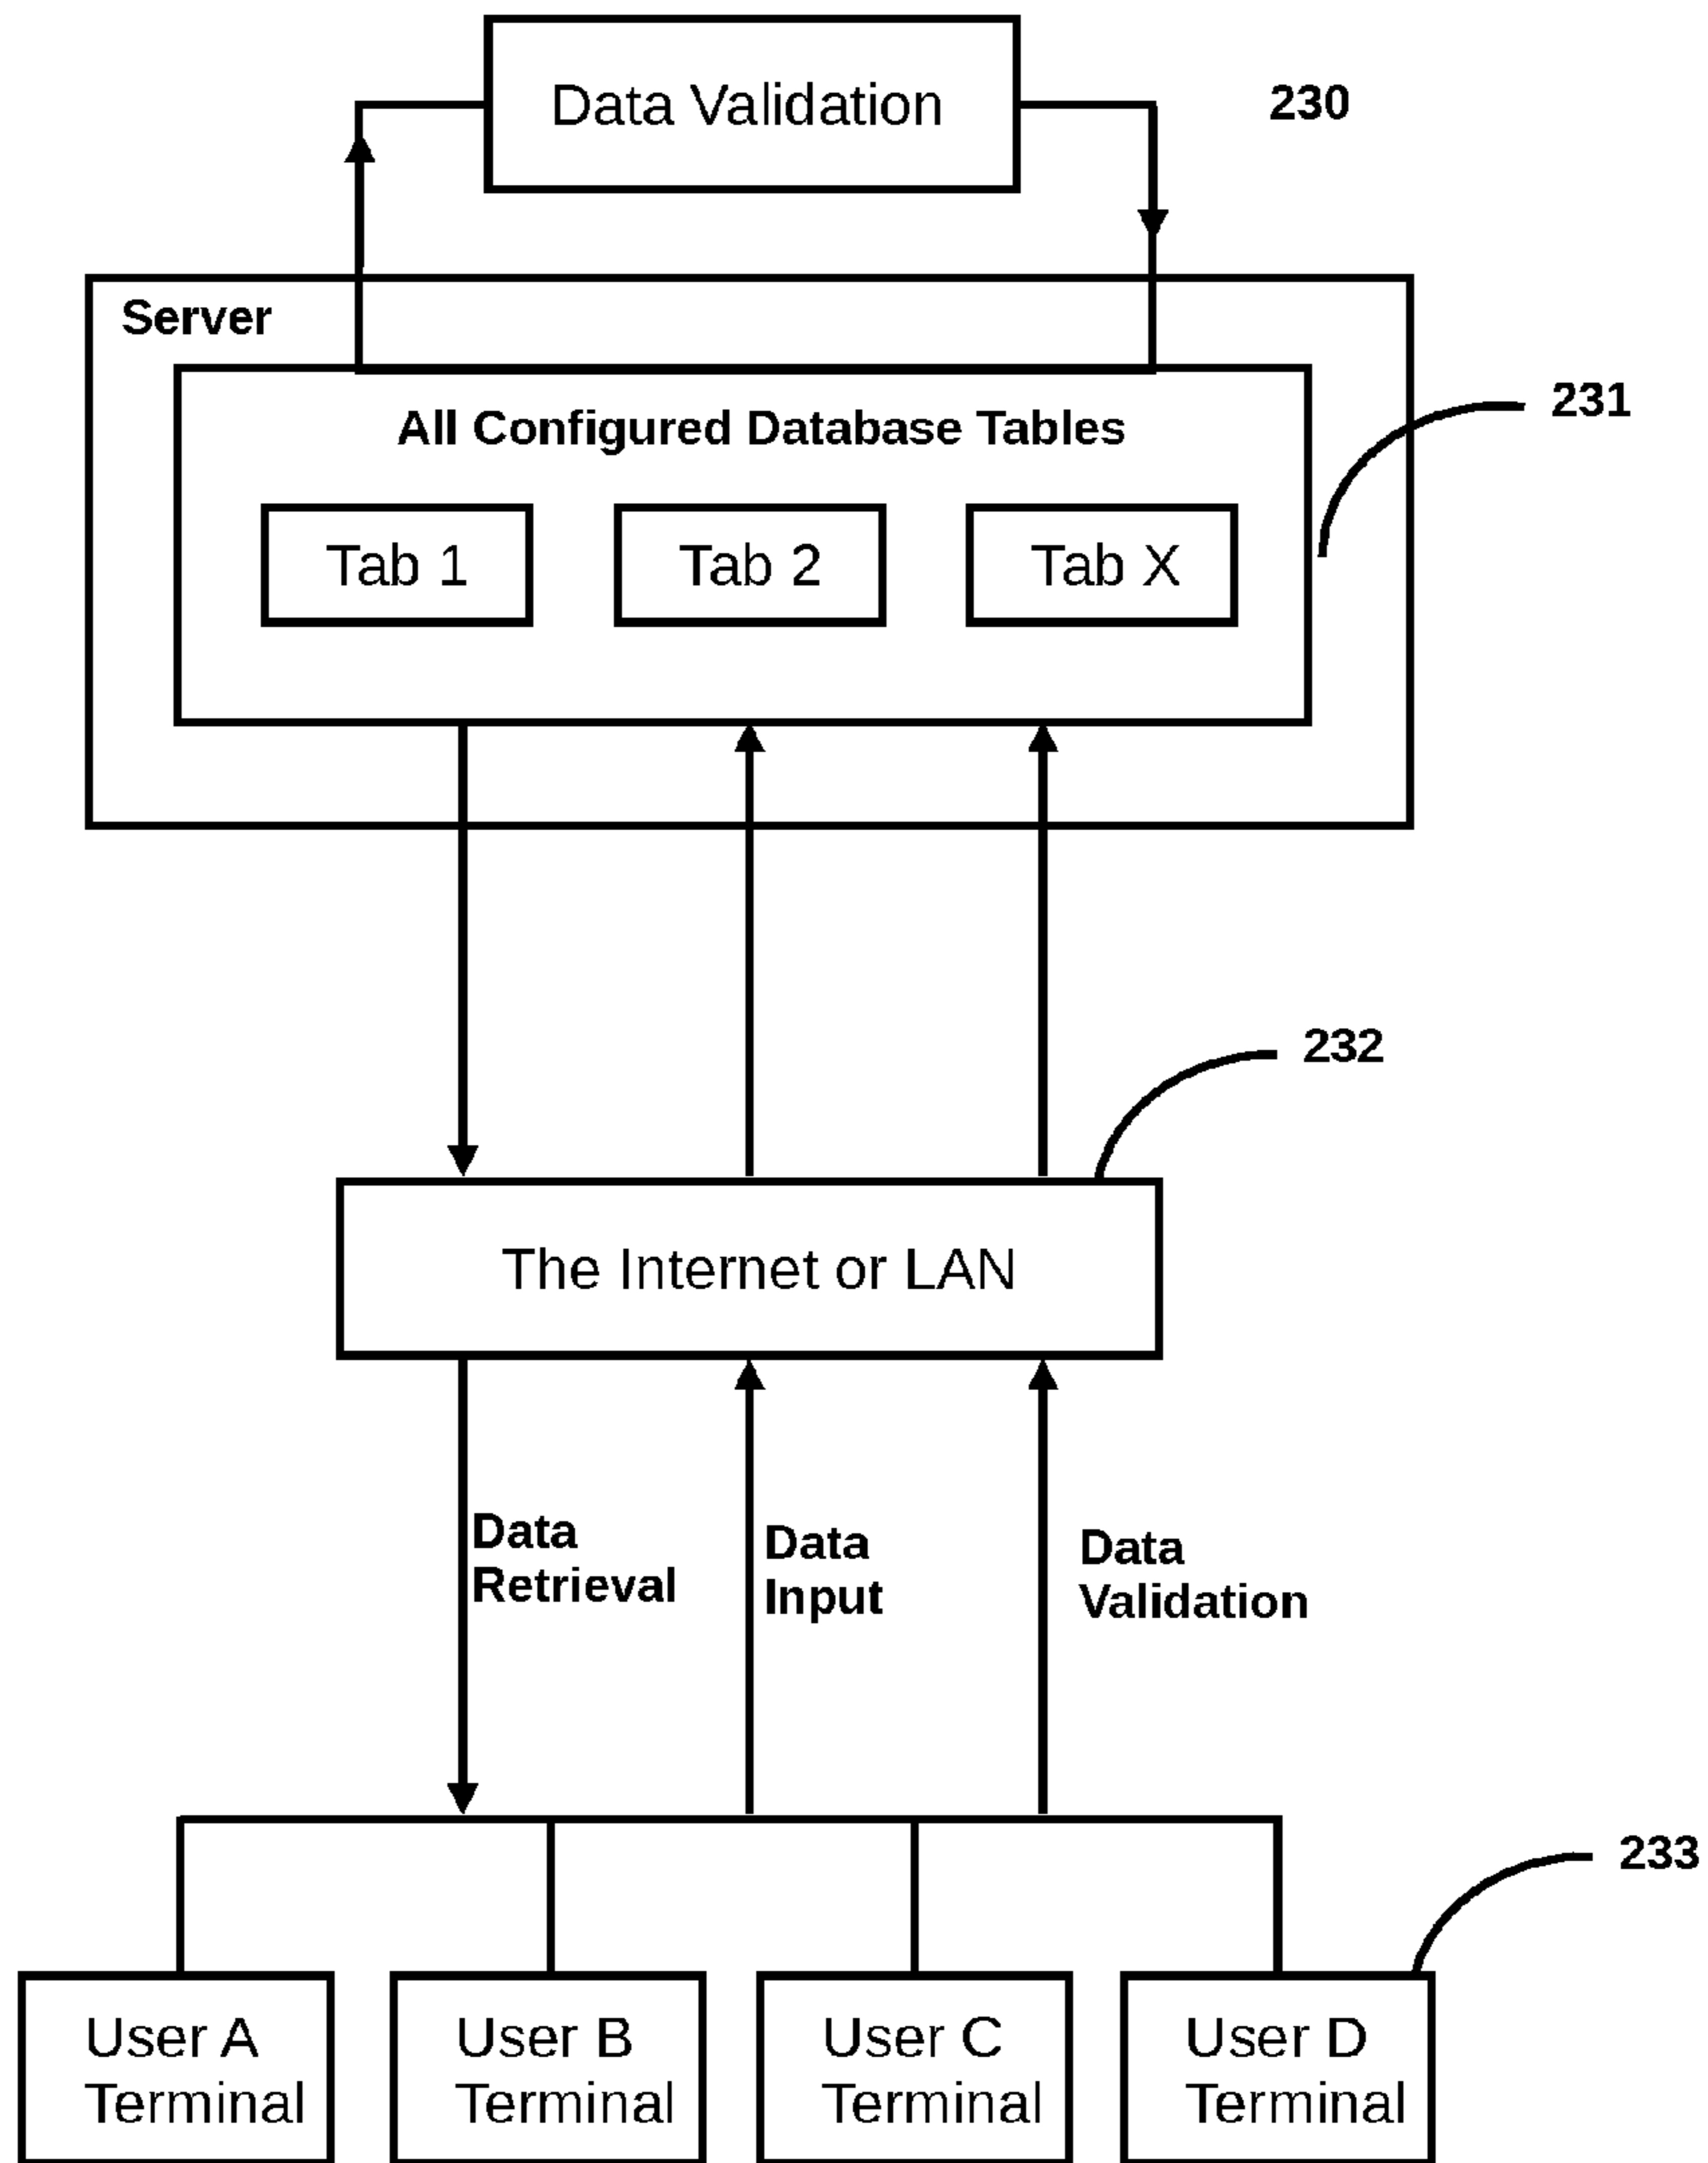 Data Validation
230
Server
231
All Configured Database Tables
Tab 1
Tab 2
Tab X
232
The Internet or LAN
Data
Retrieval
Data
Input
Data
Validation
233
User A
Terminal
User B
Terminal
User C
Terminal
User D
Terminal